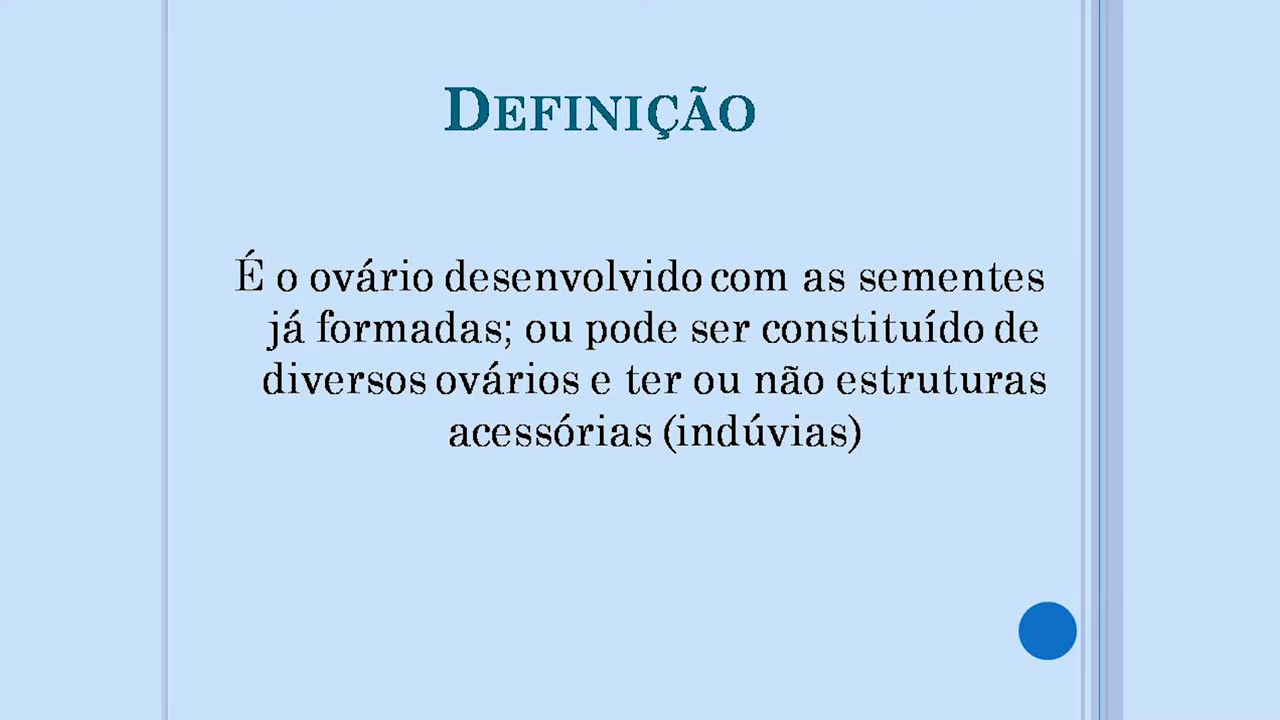 DEFINIÇÃO
É o ovário desenvolvido com as sementes
já formadas; ou pode ser constituído de
diversos ovários e ter ou não estruturas
acessórias (indúvias)